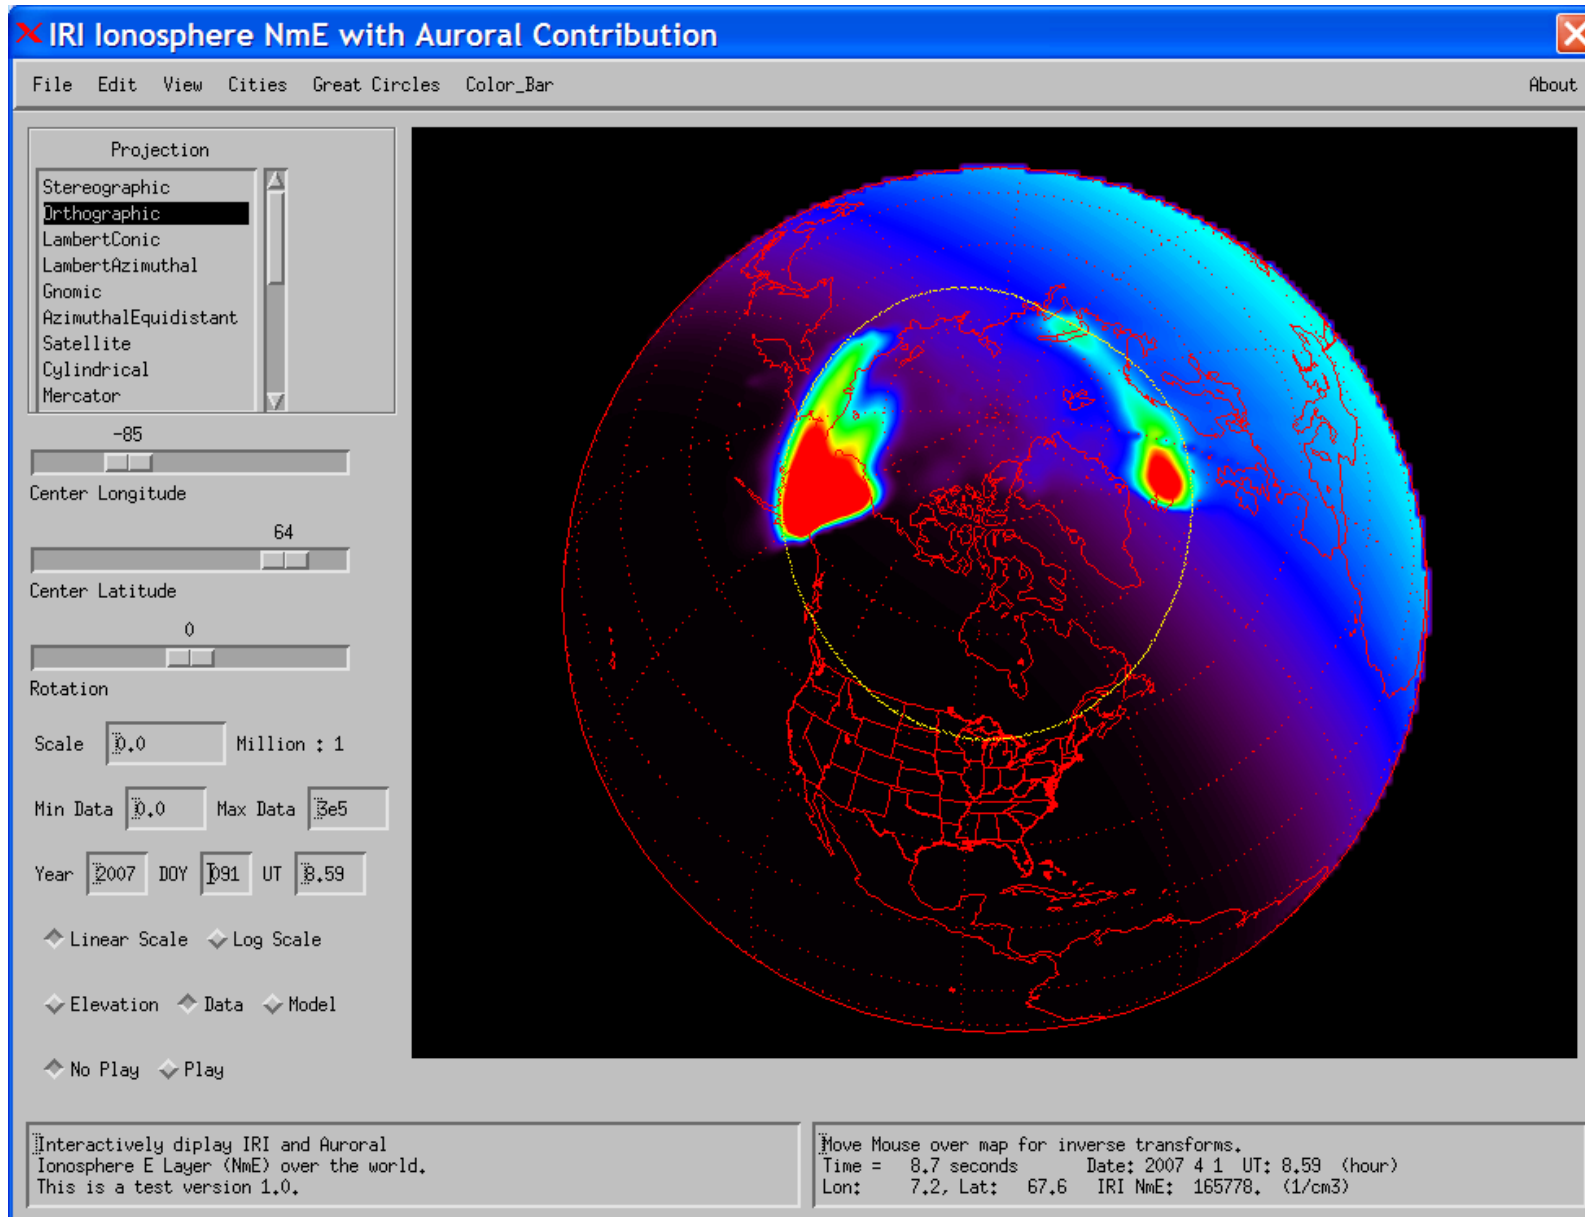 IRI Ionosphere NmE with Auroral Contribution
File Edit View Cities Great Circles Color_Bar About
Projection
Stereographic
Orthographic
LambertConic
LambertAzimuthal
Gnomic
AzimuthalEquidistant
Satellite
Cylindrical
Mercator
-85
Center Longitude
64
Center Latitude
0
Rotation
Scale 0.0 Million : 1
Min Data 0.0 Max Data 3e5
Year 2007 DOY 091 UT 8.59
Linear Scale Log Scale
Elevation Data Model
No Play Play
Interactively diplay IRI and Auroral
Ionosphere E Layer (NmE) over the world.
This is a test version 1.0.
Move Mouse over map for inverse transforms.
Time = 8.7 seconds Date: 2007 4 1 UT: 8.59 (hour)
Lon: 7.2, Lat: 67.6 IRI NmE: 165778. (1/cm3)